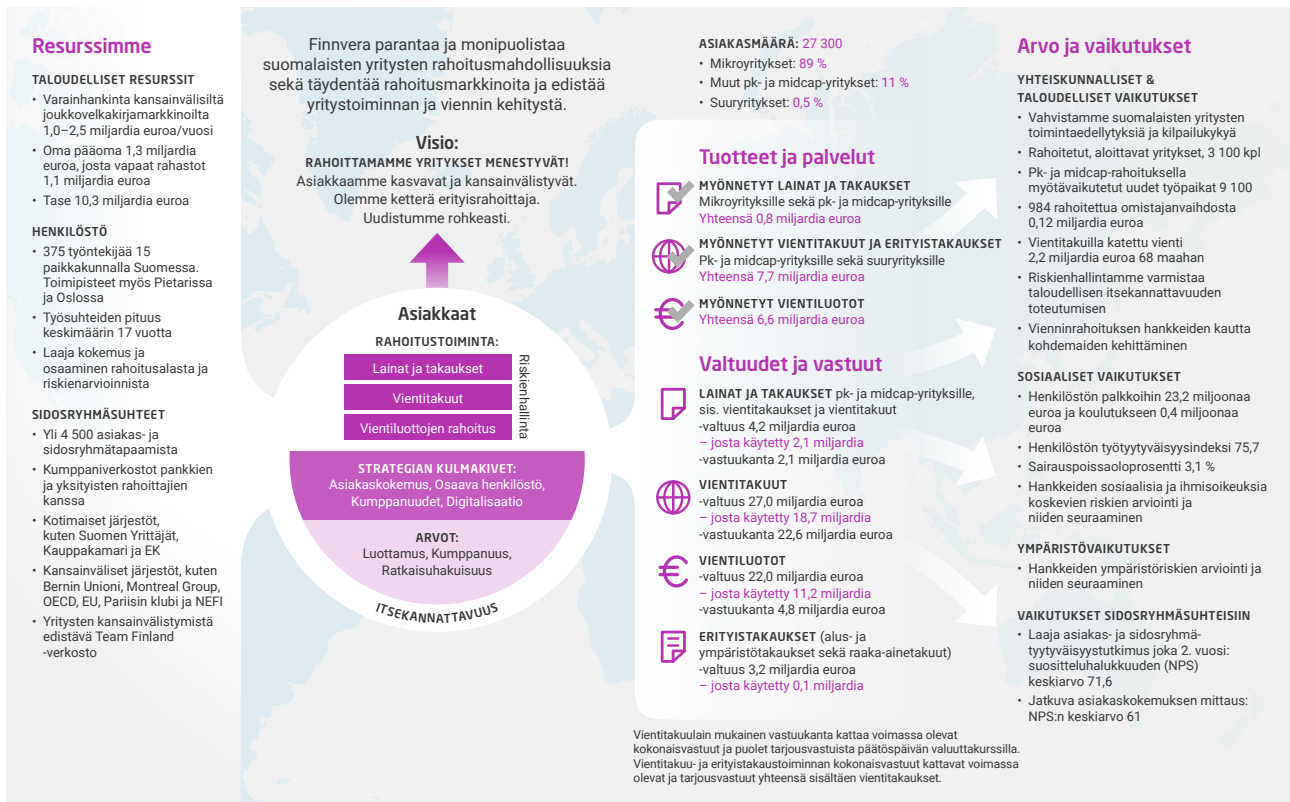 Resurssimme
TALOUDELLISET RESURSSIT
• Varainhankinta kansainvälisiltä
joukkovelkakirjamarkkinoilta
1,0–2,5 miljardia euroa/vuosi
• Oma pääoma 1,3 miljardia
euroa, josta vapaat rahastot
1,1 miljardia euroa
• Tase 10,3 miljardia euroa
HENKILÖSTÖ
• 375 työntekijää 15
paikkakunnalla Suomessa.
Toimipisteet myös Pietarissa
ja Oslossa
• Työsuhteiden pituus
keskimäärin 17 vuotta
• Laaja kokemus ja
osaaminen rahoitusalasta ja
riskienarvioinnista
SIDOSRYHMÄSUHTEET
• Yli 4 500 asiakas- ja
sidosryhmätapaamista
• Kumppaniverkostot pankkien
ja yksityisten rahoittajien
kanssa
• Kotimaiset järjestöt,
kuten Suomen Yrittäjät,
Kauppakamari ja EK
• Kansainväliset järjestöt, kuten
Bernin Unioni, Montreal Group,
OECD, EU, Pariisin klubi ja NEFI
• Yritysten kansainvälistymistä
edistävä Team Finland
-verkosto
Finnvera parantaa ja monipuolistaa
suomalaisten yritysten rahoitusmahdollisuuksia
sekä täydentää rahoitusmarkkinoita ja edistää
yritystoiminnan ja viennin kehitystä.
Visio:
RAHOITTAMAMME YRITYKSET MENESTYVÄT!
Asiakkaamme kasvavat ja kansainvälistyvät.
Olemme ketterä erityisrahoittaja.
Uudistumme rohkeasti.
Asiakkaat
RAHOITUSTOIMINTA:
Lainat ja takaukset
Vientitakuut
Vientiluottojen rahoitus
Riskienhallinta
STRATEGIAN KULMAKIVET:
Asiakaskokemus, Osaava henkilöstö,
Kumppanuudet, Digitalisaatio
ARVOT:
Luottamus, Kumppanuus,
Ratkaisuhakuisuus
ITSEKANNATTAVUUS
ASIAKASMÄÄRÄ: 27 300
• Mikroyritykset: 89 %
• Muut pk- ja midcap-yritykset: 11 %
• Suuryritykset: 0,5 %
Tuotteet ja palvelut
MYÖNNETYT LAINAT JA TAKAUKSET
Mikroyrityksille sekä pk- ja midcap-yrityksille
Yhteensä 0,8 miljardia euroa
MYÖNNETYT VIENTITAKUUT JA ERITYISTAKAUKSET
Pk- ja midcap-yrityksille sekä suuryrityksille
Yhteensä 7,7 miljardia euroa
MYÖNNETYT VIENTILUOTOT
Yhteensä 6,6 miljardia euroa
Valtuudet ja vastuut
LAINAT JA TAKAUKSET pk- ja midcap-yrityksille,
sis. vientitakaukset ja vientitakuut
-valtuus 4,2 miljardia euroa
– josta käytetty 2,1 miljardia
-vastuukanta 2,1 miljardia euroa
VIENTITAKUUT
-valtuus 27,0 miljardia euroa
– josta käytetty 18,7 miljardia
-vastuukanta 22,6 miljardia euroa
VIENTILUOTOT
-valtuus 22,0 miljardia euroa
– josta käytetty 11,2 miljardia
-vastuukanta 4,8 miljardia euroa
ERITYISTAKAUKSET (alus- ja
ympäristötakaukset sekä raaka-ainetakuut)
-valtuus 3,2 miljardia euroa
– josta käytetty 0,1 miljardia
Vientitakuulain mukainen vastuukanta kattaa voimassa olevat
kokonaisvastuut ja puolet tarjousvastuista päätöspäivän valuuttakurssilla.
Vientitakuu- ja erityistakaustoiminnan kokonaisvastuut kattavat voimassa
olevat ja tarjousvastuut yhteensä sisältäen vientitakaukset.
Arvo ja vaikutukset
YHTEISKUNNALLISET &
TALOUDELLISET VAIKUTUKSET
• Vahvistamme suomalaisten yritysten
toimintaedellytyksiä ja kilpailukykyä
• Rahoitetut, aloittavat yritykset, 3 100 kpl
• Pk- ja midcap-rahoituksella
myötävaikutetut uudet työpaikat 9 100
• 984 rahoitettua omistajanvaihdosta
0,12 miljardia euroa
• Vientitakuilla katettu vienti
2,2 miljardia euroa 68 maahan
• Riskienhallintamme varmistaa
taloudellisen itsekannattavuuden
toteutumisen
• Vienninrahoituksen hankkeiden kautta
kohdemaiden kehittäminen
SOSIAALISET VAIKUTUKSET
• Henkilöstön palkkoihin 23,2 miljoonaa
euroa ja koulutukseen 0,4 miljoonaa
euroa
• Henkilöstön työtyytyväisyysindeksi 75,7
• Sairauspoissaoloprosentti 3,1 %
• Hankkeiden sosiaalisia ja ihmisoikeuksia
koskevien riskien arviointi ja
niiden seuraaminen
YMPÄRISTÖVAIKUTUKSET
• Hankkeiden ympäristöriskien arviointi ja
niiden seuraaminen
VAIKUTUKSET SIDOSRYHMÄSUHTEISIIN
• Laaja asiakas- ja sidosryhmä-
tyytyväisyystutkimus joka 2. vuosi:
suositteluhalukkuuden (NPS)
keskiarvo 71,6
• Jatkuva asiakaskokemuksen mittaus:
NPS:n keskiarvo 61